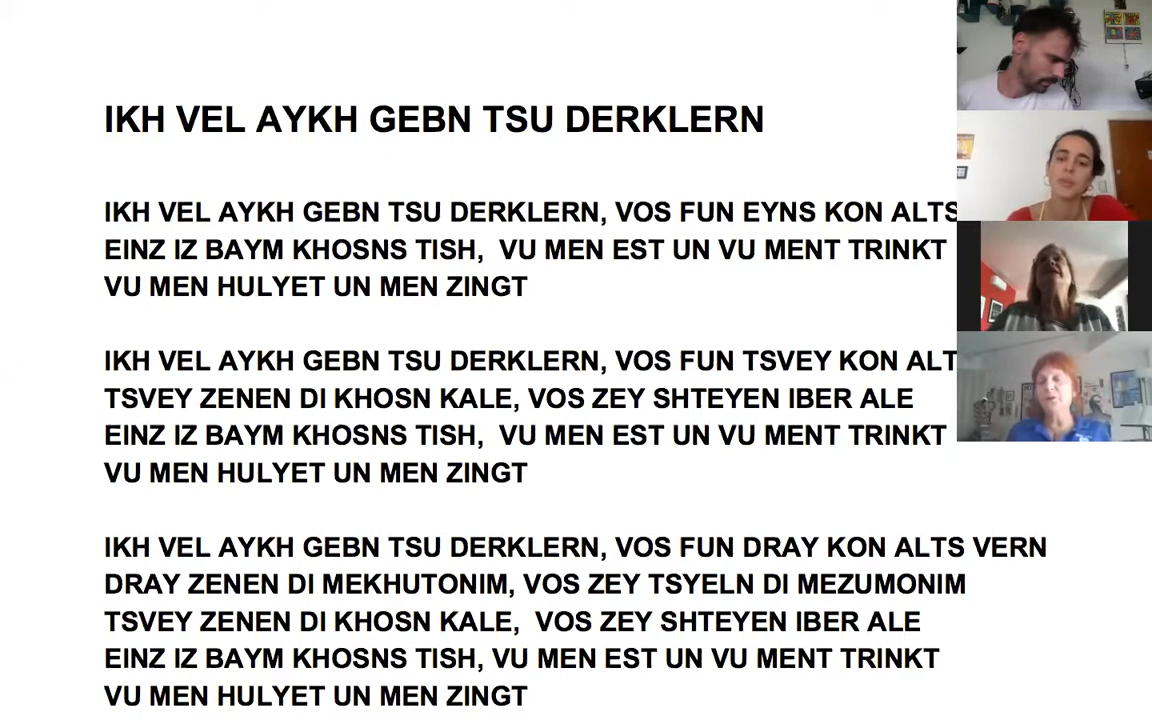 IKH VEL AYKH GEBN TSU DERKLERN
IKH VEL AYKH GEBN TSU DERKLERN, VOS FUN EYNS KON ALTS
EINZ IZ BAYM KHOSNS TISH, VU MEN EST UN VU MENT TRINKT
VU MEN HULYET UN MEN ZINGT
IKH VEL AYKH GEBN TSU DERKLERN, VOS FUN TSVEY KON ALT
TSVEY ZENEN DI KHOSN KALE, VOS ZEY SHTEYEN IBER ALE
EINZ IZ BAYM KHOSNS TISH, VU MEN EST UN VU MENT TRINKT
VU MEN HULYET UN MEN ZINGT
IKH VEL AYKH GEBN TSU DERKLERN, VOS FUN DRAY KON ALTS VERN
DRAY ZENEN DI MEKHUTONIM, VOS ZEY TSYELN DI MEZUMONIM
TSVEY ZENEN DI KHOSN KALE, VOS ZEY SHTEYEN IBER ALE
EINZ IZ BAYM KHOSNS TISH, VU MEN EST UN VU MENT TRINKT
VU MEN HULYET UN MEN ZINGT